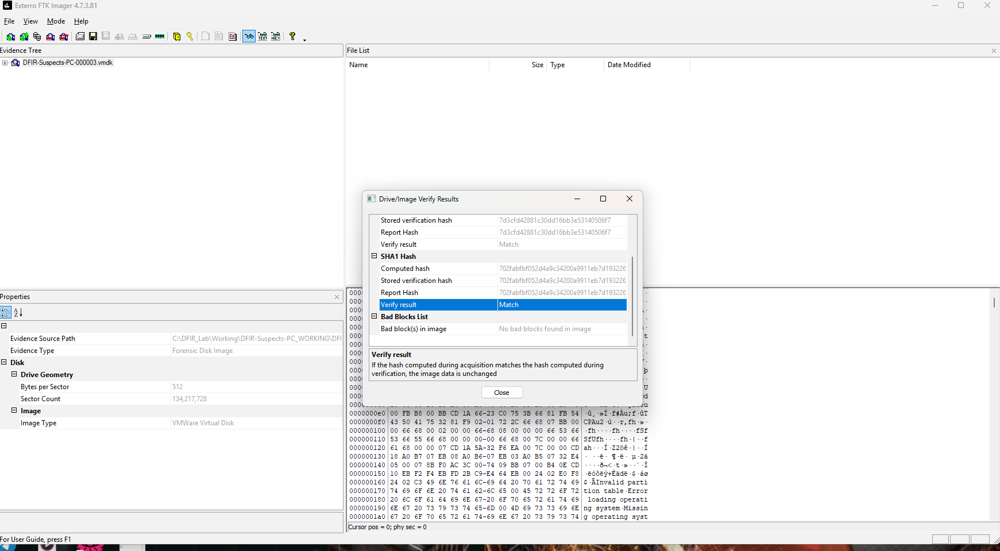 Exterro FTK Imager 4.7.3.81
File View Mode Help
Evidence Tree
DFIR-Suspects-PC-000003.vmdk
File List
Name Size Type Date Modified
Drive/Image Verify Results
Stored verification hash 7d3cfd42881c30dd16bb3e53140506f7
Report Hash 7d3cfd42881c30dd16bb3e53140506f7
Verify result Match
SHA1 Hash
Computed hash 702fabfbf052d4a9c34200a9911eb7d193226
Stored verification hash 702fabfbf052d4a9c34200a9911eb7d193226
Report Hash 702fabfbf052d4a9c34200a9911eb7d193226
Verify result Match
Bad Blocks List
Bad block(s) in image No bad blocks found in image
Verify result
If the hash computed during acquisition matches the hash computed during
verification, the image data is unchanged
Close
Properties
Evidence Source Path C:\DFIR_Lab\Working\DFIR-Suspects-PC_WORKING\DFI
Evidence Type Forensic Disk Image
Disk
Drive Geometry
Bytes per Sector 512
Sector Count 134,217,728
Image
Image Type VMWare Virtual Disk
0000000e0 00 FB B8 00 BB CD 1A 66-23 C0 75 3B 66 81 FB 54 ·û¸·»Í·f#Àu;f·ûT
0000000f0 43 50 41 75 32 81 F9 02-01 72 2C 66 68 07 BB 00 CPAu2·ù··r,fh·»·
000000100 00 66 68 00 02 00 00 66-68 08 00 00 00 66 53 66 ·fh····fh····fSf
000000110 53 66 55 66 68 00 00 00-00 66 68 00 7C 00 00 66 SfUfh····fh·|··f
000000120 61 68 00 00 07 CD 1A 5A-32 F6 EA 00 7C 00 00 CD ah···Í·Z2öê·|··Í
000000130 18 A0 B7 07 EB 08 A0 B6-07 EB 03 A0 B5 07 32 E4 · ··ë· ¶·ë· µ·2ä
000000140 05 00 07 8B F0 AC 3C 00-74 09 BB 07 00 B4 0E CD ····ð¬<·t·»··´·Í
000000150 10 EB F2 F4 EB FD 2B C9-E4 64 EB 00 24 02 E0 F8 ·ëòôëý+Éädë·$·àø
000000160 24 02 C3 49 6E 76 61 6C-69 64 20 70 61 72 74 69 $·ÃInvalid parti
000000170 74 69 6F 6E 20 74 61 62-6C 65 00 45 72 72 6F 72 tion table·Error
000000180 20 6C 6F 61 64 69 6E 67-20 6F 70 65 72 61 74 69 loading operati
000000190 6E 67 20 73 79 73 74 65-6D 00 4D 69 73 73 69 6E ng system·Missin
0000001a0 67 20 6F 70 65 72 61 74-69 6E 67 20 73 79 73 74 g operating syst
Cursor pos = 0; phy sec = 0
For User Guide, press F1